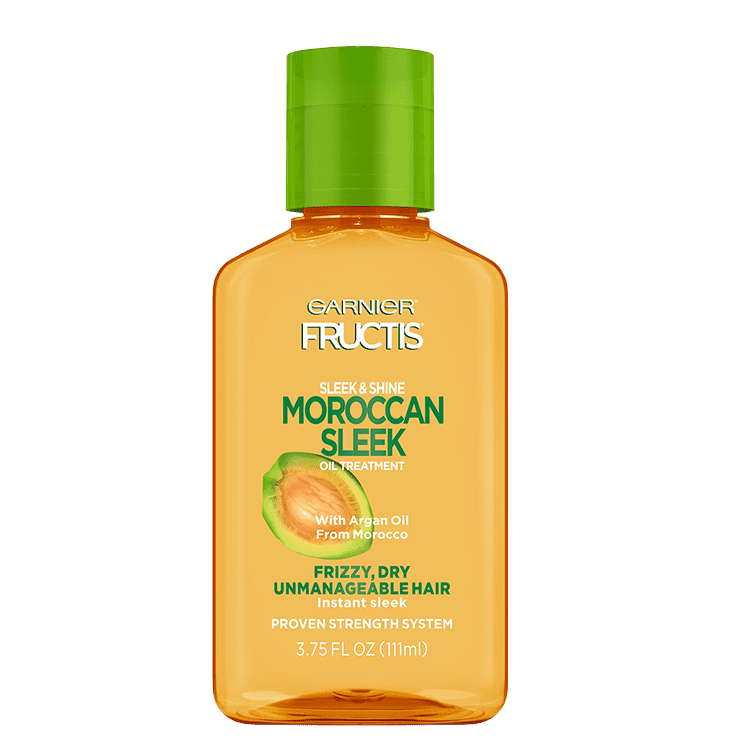 GARNIER®
FRUCTIS®
SLEEK & SHINE
MOROCCAN
SLEEK
OIL TREATMENT
With Argan Oil
From Morocco
FRIZZY, DRY
UNMANAGEABLE HAIR
Instant sleek
PROVEN STRENGTH SYSTEM
3.75 FL OZ (111ml)